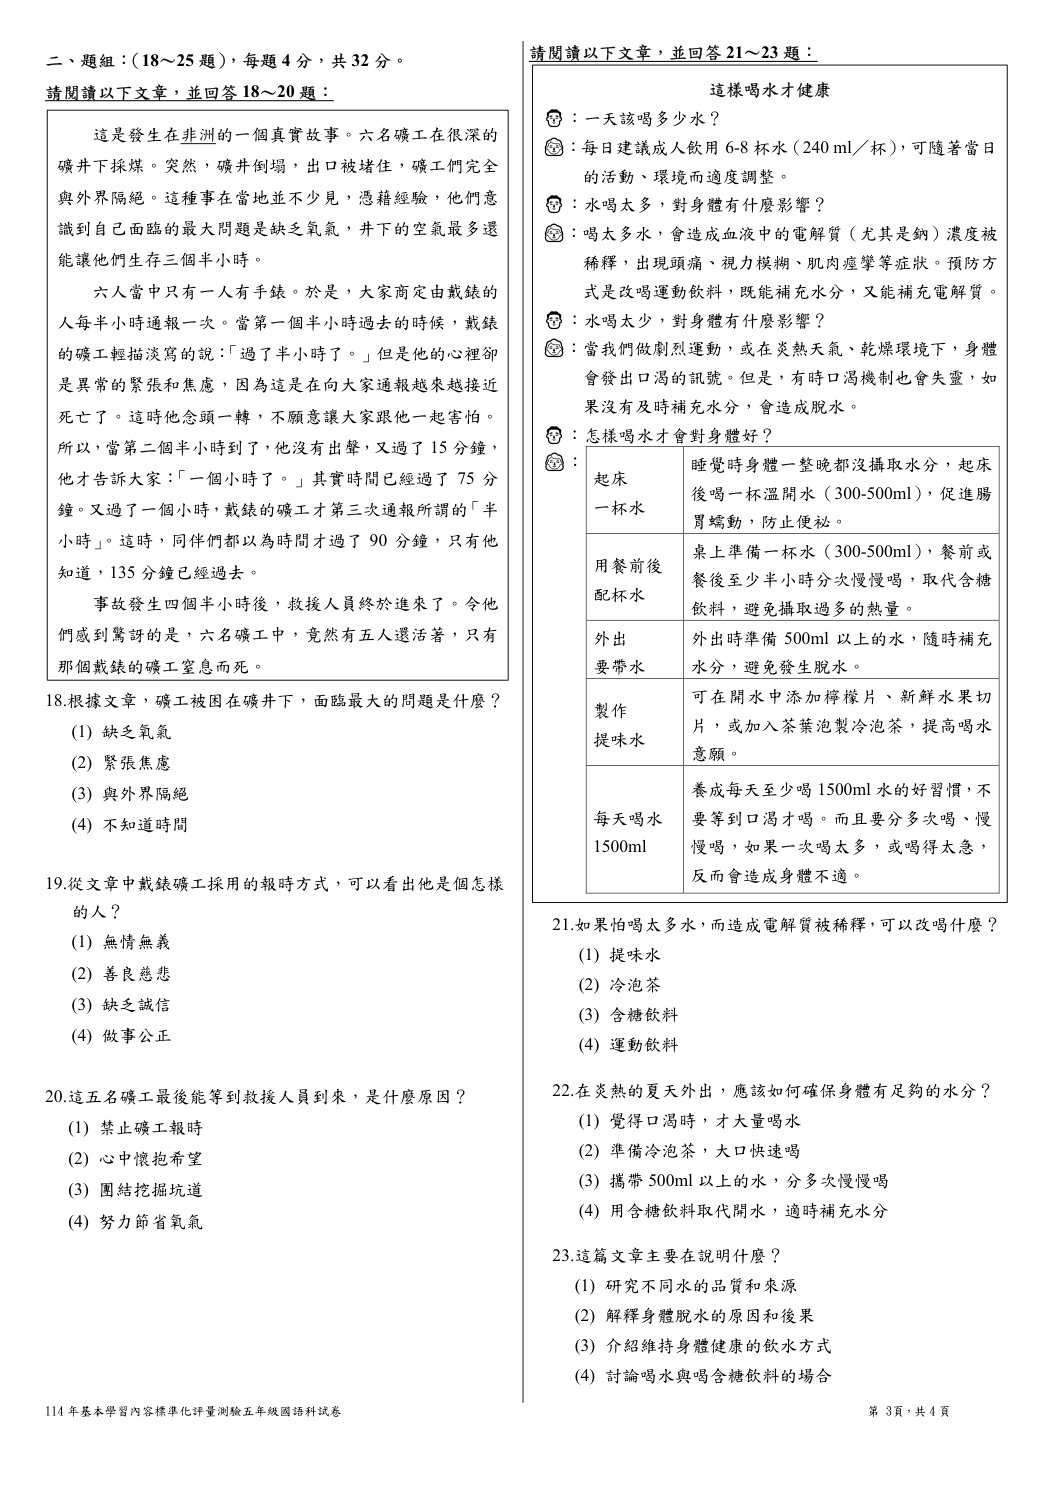 二、題組：（18～25 題），每題 4 分，共 32 分。
請閱讀以下文章，並回答 18～20 題：
這是發生在非洲的一個真實故事。六名礦工在很深的
礦井下採煤。突然，礦井倒塌，出口被堵住，礦工們完全
與外界隔絕。這種事在當地並不少見，憑藉經驗，他們意
識到自己面臨的最大問題是缺乏氧氣，井下的空氣最多還
能讓他們生存三個半小時。
六人當中只有一人有手錶。於是，大家商定由戴錶的
人每半小時通報一次。當第一個半小時過去的時候，戴錶
的礦工輕描淡寫的說：「過了半小時了。」但是他的心裡卻
是異常的緊張和焦慮，因為這是在向大家通報越來越接近
死亡了。這時他念頭一轉，不願意讓大家跟他一起害怕。
所以，當第二個半小時到了，他沒有出聲，又過了 15 分鐘，
他才告訴大家：「一個小時了。」其實時間已經過了 75 分
鐘。又過了一個小時，戴錶的礦工才第三次通報所謂的「半
小時」。這時，同伴們都以為時間才過了 90 分鐘，只有他
知道，135 分鐘已經過去。
事故發生四個半小時後，救援人員終於進來了。令他
們感到驚訝的是，六名礦工中，竟然有五人還活著，只有
那個戴錶的礦工窒息而死。
18.根據文章，礦工被困在礦井下，面臨最大的問題是什麼？
(1) 缺乏氧氣
(2) 緊張焦慮
(3) 與外界隔絕
(4) 不知道時間
19.從文章中戴錶礦工採用的報時方式，可以看出他是個怎樣
的人？
(1) 無情無義
(2) 善良慈悲
(3) 缺乏誠信
(4) 做事公正
20.這五名礦工最後能等到救援人員到來，是什麼原因？
(1) 禁止礦工報時
(2) 心中懷抱希望
(3) 團結挖掘坑道
(4) 努力節省氧氣
請閱讀以下文章，並回答 21～23 題：
這樣喝水才健康
：一天該喝多少水？
：每日建議成人飲用 6-8 杯水（240 ml／杯），可隨著當日
的活動、環境而適度調整。
：水喝太多，對身體有什麼影響？
：喝太多水，會造成血液中的電解質（尤其是鈉）濃度被
稀釋，出現頭痛、視力模糊、肌肉痙攣等症狀。預防方
式是改喝運動飲料，既能補充水分，又能補充電解質。
：水喝太少，對身體有什麼影響？
：當我們做劇烈運動，或在炎熱天氣、乾燥環境下，身體
會發出口渴的訊號。但是，有時口渴機制也會失靈，如
果沒有及時補充水分，會造成脫水。
：怎樣喝水才會對身體好？
：
起床
一杯水
睡覺時身體一整晚都沒攝取水分，起床
後喝一杯溫開水（300-500ml），促進腸
胃蠕動，防止便祕。
用餐前後
配杯水
桌上準備一杯水（300-500ml），餐前或
餐後至少半小時分次慢慢喝，取代含糖
飲料，避免攝取過多的熱量。
外出
要帶水
外出時準備 500ml 以上的水，隨時補充
水分，避免發生脫水。
製作
提味水
可在開水中添加檸檬片、新鮮水果切
片，或加入茶葉泡製冷泡茶，提高喝水
意願。
每天喝水
1500ml
養成每天至少喝 1500ml 水的好習慣，不
要等到口渴才喝。而且要分多次喝、慢
慢喝，如果一次喝太多，或喝得太急，
反而會造成身體不適。
21.如果怕喝太多水，而造成電解質被稀釋，可以改喝什麼？
(1) 提味水
(2) 冷泡茶
(3) 含糖飲料
(4) 運動飲料
22.在炎熱的夏天外出，應該如何確保身體有足夠的水分？
(1) 覺得口渴時，才大量喝水
(2) 準備冷泡茶，大口快速喝
(3) 攜帶 500ml 以上的水，分多次慢慢喝
(4) 用含糖飲料取代開水，適時補充水分
23.這篇文章主要在說明什麼？
(1) 研究不同水的品質和來源
(2) 解釋身體脫水的原因和後果
(3) 介紹維持身體健康的飲水方式
(4) 討論喝水與喝含糖飲料的場合
114 年基本學習內容標準化評量測驗五年級國語科試卷
第 3頁，共 4 頁